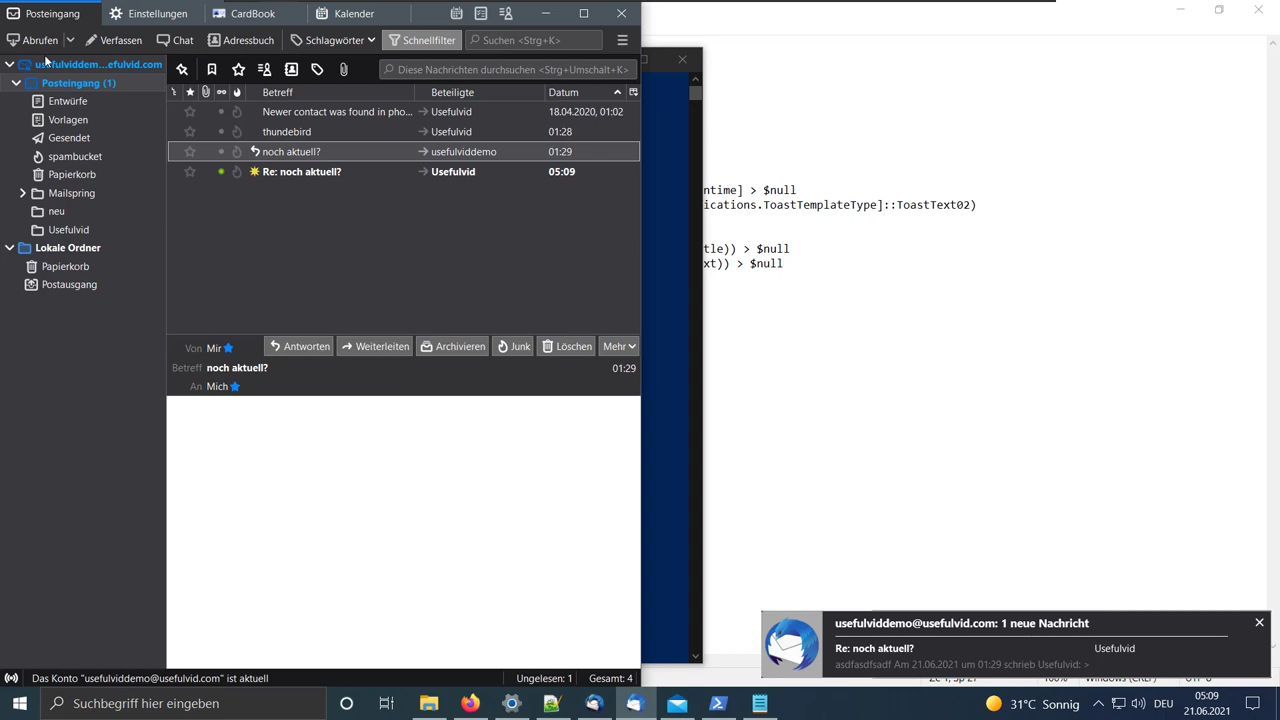 Posteingang
Einstellungen
CardBook
Kalender
Abrufen
Verfassen
Chat
Adressbuch
Schlagwörter
Schnellfilter
Suchen <Strg+K>
usefulviddem...efulvid.com
Posteingang (1)
Entwürfe
Vorlagen
Gesendet
spambucket
Papierkorb
Mailspring
neu
Usefulvid
Lokale Ordner
Papierkorb
Postausgang
Diese Nachrichten durchsuchen <Strg+Umschalt+K>
Betreff Beteiligte Datum
Newer contact was found in pho... Usefulvid 18.04.2020, 01:02
thundebird Usefulvid 01:28
noch aktuell? usefulviddemo 01:29
Re: noch aktuell? Usefulvid 05:09
Von Mir
Antworten Weiterleiten Archivieren Junk Löschen Mehr
Betreff noch aktuell? 01:29
An Mich
ntime] > $null
ications.ToastTemplateType]::ToastText02)
tle)) > $null
xt)) > $null
usefulviddemo@usefulvid.com: 1 neue Nachricht
Re: noch aktuell? Usefulvid
asdfasdfsadf Am 21.06.2021 um 01:29 schrieb Usefulvid: >
Das Konto "usefulviddemo@usefulvid.com" ist aktuell
Ungelesen: 1 Gesamt: 4
Suchbegriff hier eingeben
31°C Sonnig
DEU
05:09
21.06.2021